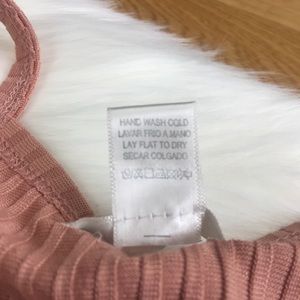 HAND WASH COLD
LAVAR FRIO A MANO
LAY FLAT TO DRY
SECAR COLGADO